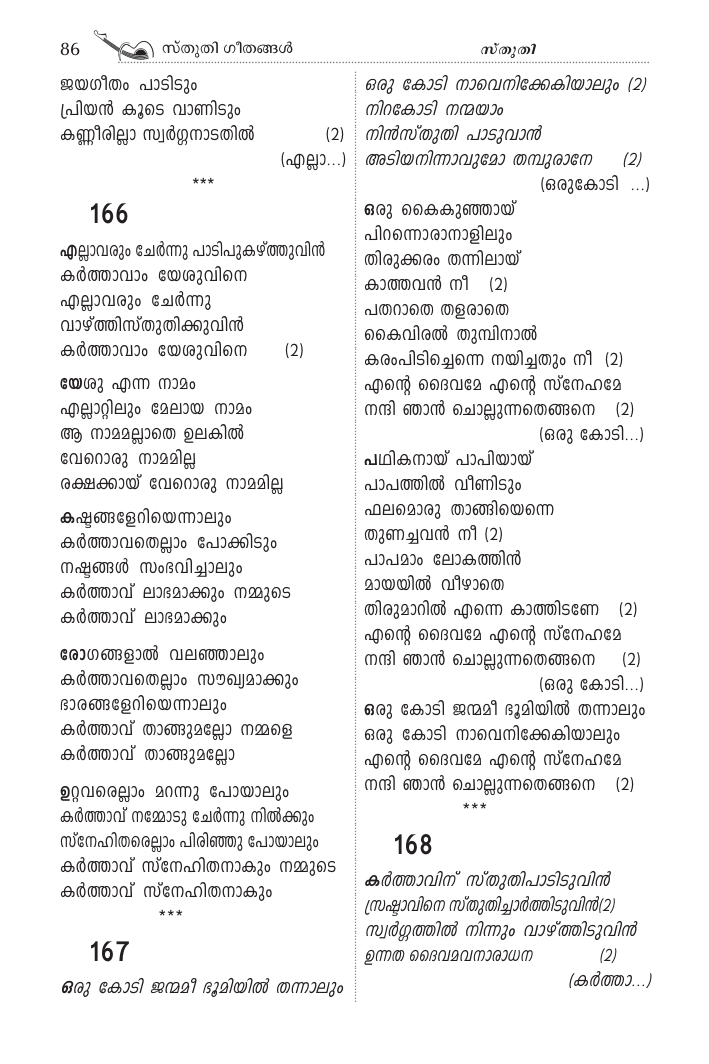 86 സ്തുതി ഗീതങ്ങൾ സ്തുതി
ജയഗീതം പാടിടും
പ്രിയൻ കൂടെ വാണിടും
കണ്ണീരില്ലാ സ്വർഗ്ഗനാടതിൽ (2)
(എല്ലാ...)
***
166
എല്ലാവരും ചേർന്നു പാടിപുകഴ്ത്തുവിൻ
കർത്താവാം യേശുവിനെ
എല്ലാവരും ചേർന്നു
വാഴ്ത്തിസ്തുതിക്കുവിൻ
കർത്താവാം യേശുവിനെ (2)
യേശു എന്ന നാമം
എല്ലാറ്റിലും മേലായ നാമം
ആ നാമമല്ലാതെ ഉലകിൽ
വേറൊരു നാമമില്ല
രക്ഷക്കായ് വേറൊരു നാമമില്ല
കഷ്ടങ്ങളേറിയെന്നാലും
കർത്താവതെല്ലാം പോക്കിടും
നഷ്ടങ്ങൾ സംഭവിച്ചാലും
കർത്താവ് ലാഭമാക്കും നമ്മുടെ
കർത്താവ് ലാഭമാക്കും
രോഗങ്ങളാൽ വലഞ്ഞാലും
കർത്താവതെല്ലാം സൗഖ്യമാക്കും
ഭാരങ്ങളേറിയെന്നാലും
കർത്താവ് താങ്ങുമല്ലോ നമ്മളെ
കർത്താവ് താങ്ങുമല്ലോ
ഉറ്റവരെല്ലാം മറന്നു പോയാലും
കർത്താവ് നമ്മോടു ചേർന്നു നിൽക്കും
സ്നേഹിതരെല്ലാം പിരിഞ്ഞു പോയാലും
കർത്താവ് സ്നേഹിതനാകും നമ്മുടെ
കർത്താവ് സ്നേഹിതനാകും
***
167
ഒരു കോടി ജന്മമീ ഭൂമിയിൽ തന്നാലും
ഒരു കോടി നാവെനിക്കേകിയാലും (2)
നിറകോടി നന്മയാം
നിൻസ്തുതി പാടുവാൻ
അടിയനിന്നാവുമോ തമ്പുരാനേ (2)
(ഒരുകോടി ...)
ഒരു കൈകുഞ്ഞായ്
പിറന്നൊരാനാളിലും
തിരുക്കരം തന്നിലായ്
കാത്തവൻ നീ (2)
പതറാതെ തളരാതെ
കൈവിരൽ തുമ്പിനാൽ
കരംപിടിച്ചെന്നെ നയിച്ചതും നീ (2)
എന്റെ ദൈവമേ എന്റെ സ്നേഹമേ
നന്ദി ഞാൻ ചൊല്ലുന്നതെങ്ങനെ (2)
(ഒരു കോടി...)
പഥികനായ് പാപിയായ്
പാപത്തിൽ വീണിടും
ഫലമൊരു താങ്ങിയെന്നെ
തുണച്ചവൻ നീ (2)
പാപമാം ലോകത്തിൻ
മായയിൽ വീഴാതെ
തിരുമാറിൽ എന്നെ കാത്തിടണേ (2)
എന്റെ ദൈവമേ എന്റെ സ്നേഹമേ
നന്ദി ഞാൻ ചൊല്ലുന്നതെങ്ങനെ (2)
(ഒരു കോടി...)
ഒരു കോടി ജന്മമീ ഭൂമിയിൽ തന്നാലും
ഒരു കോടി നാവെനിക്കേകിയാലും
എന്റെ ദൈവമേ എന്റെ സ്നേഹമേ
നന്ദി ഞാൻ ചൊല്ലുന്നതെങ്ങനെ (2)
***
168
കർത്താവിന് സ്തുതിപാടിടുവിൻ
സ്രഷ്ടാവിനെ സ്തുതിച്ചാർത്തിടുവിൻ(2)
സ്വർഗ്ഗത്തിൽ നിന്നും വാഴ്ത്തിടുവിൻ
ഉന്നത ദൈവമവനാരാധന (2)
(കർത്താ...)